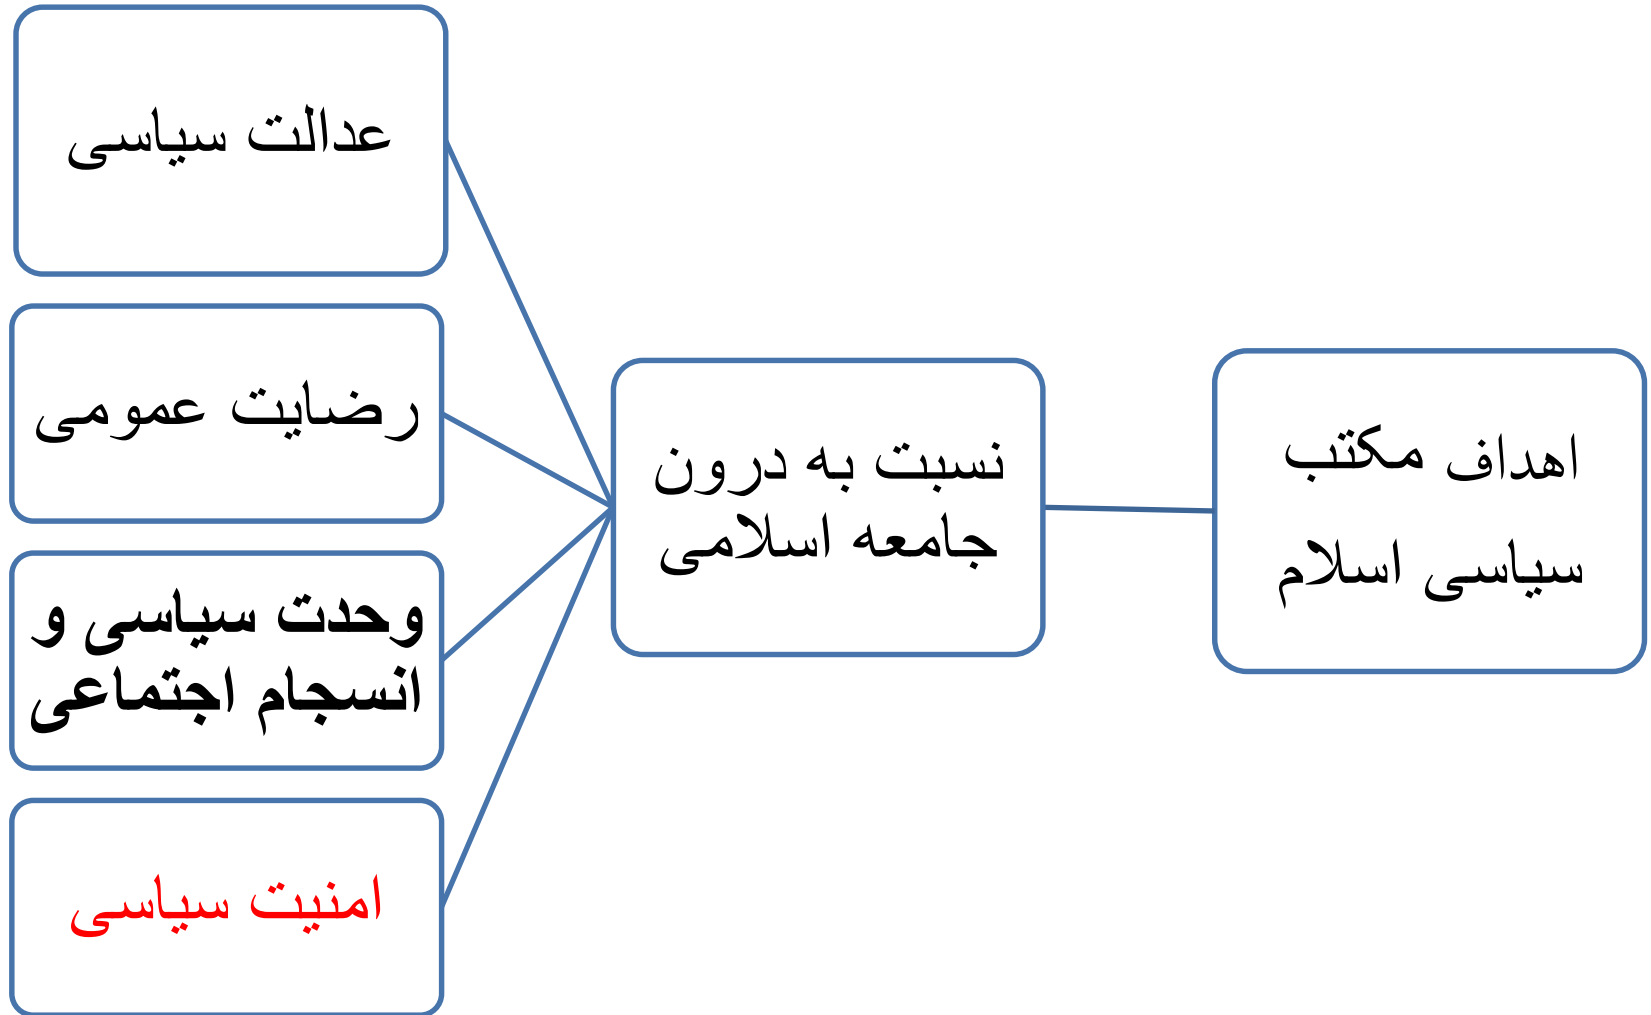 اهداف مکتب
سیاسی اسلام
نسبت به درون
جامعه اسلامی
عدالت سیاسی
رضایت عمومی
وحدت سیاسی و
انسجام اجتماعی
امنیت سیاسی